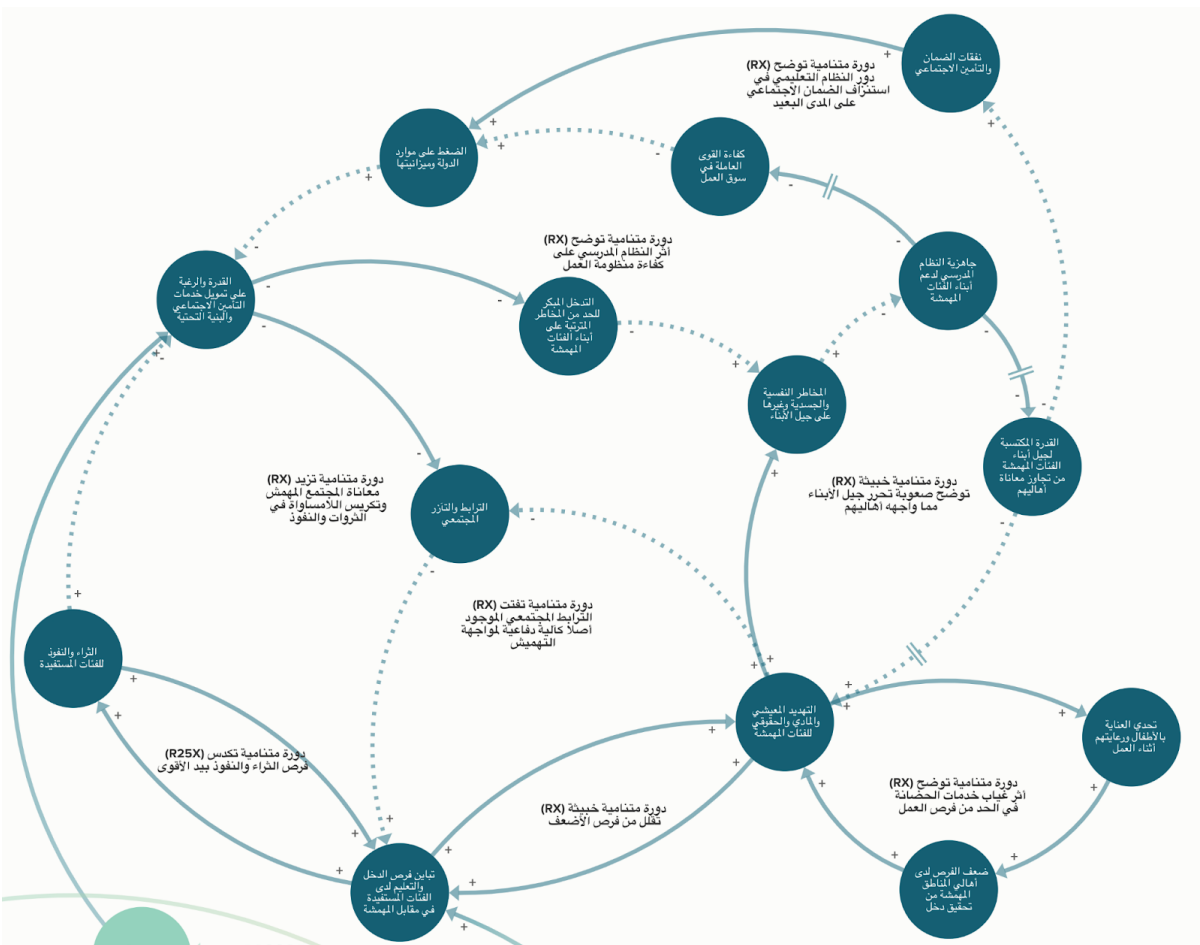 نفقات الضمان
والتأمين الاجتماعي
دورة متنامية توضح (RX)
دور النظام التعليمي في
استنزاف الضمان الاجتماعي
على المدى البعيد
الضغط على موارد
الدولة وميزانيتها
كفاءة القوى
العاملة في
سوق العمل
دورة متنامية توضح (RX)
أثر النظام المدرسي على
كفاءة منظومة العمل
جاهزية النظام
المدرسي لدعم
أبناء الفئات
المهمشة
القدرة والرغبة
على تمويل خدمات
التأمين الاجتماعي
والبنية التحتية
التدخل المبكر
للحد من المخاطر
المترتبة على
أبناء الفئات
المهمشة
المخاطر النفسية
والجسدية وغيرها
على جيل الأبناء
القدرة المكتسبة
لجيل أبناء
الفئات المهمشة
من تجاوز معاناة
أهاليهم
دورة متنامية تزيد (RX)
معاناة المجتمع المهمش
وتكريس اللامساواة في
الثروات والنفوذ
الترابط والتآزر
المجتمعي
دورة متنامية خبيثة (RX)
توضح صعوبة تحرر جيل الأبناء
مما واجهه أهاليهم
دورة متنامية تفتت (RX)
الترابط المجتمعي الموجود
أصلا كآلية دفاعية لمواجهة
التهميش
الثراء والنفوذ
للفئات المستفيدة
التهديد المعيشي
والمادي والحقوقي
للفئات المهمشة
تحدي العناية
بالأطفال ورعايتهم
أثناء العمل
دورة متنامية تكدس (R25X)
فرص الثراء والنفوذ بيد الأقوى
دورة متنامية خبيثة (RX)
تقلل من فرص الأضعف
دورة متنامية توضح (RX)
أثر غياب خدمات الحضانة
في الحد من فرص العمل
تباين فرص الدخل
والتعليم لدى
الفئات المستفيدة
في مقابل المهمشة
ضعف الفرص لدى
أهالي المناطق
المهمشة من
تحقيق دخل